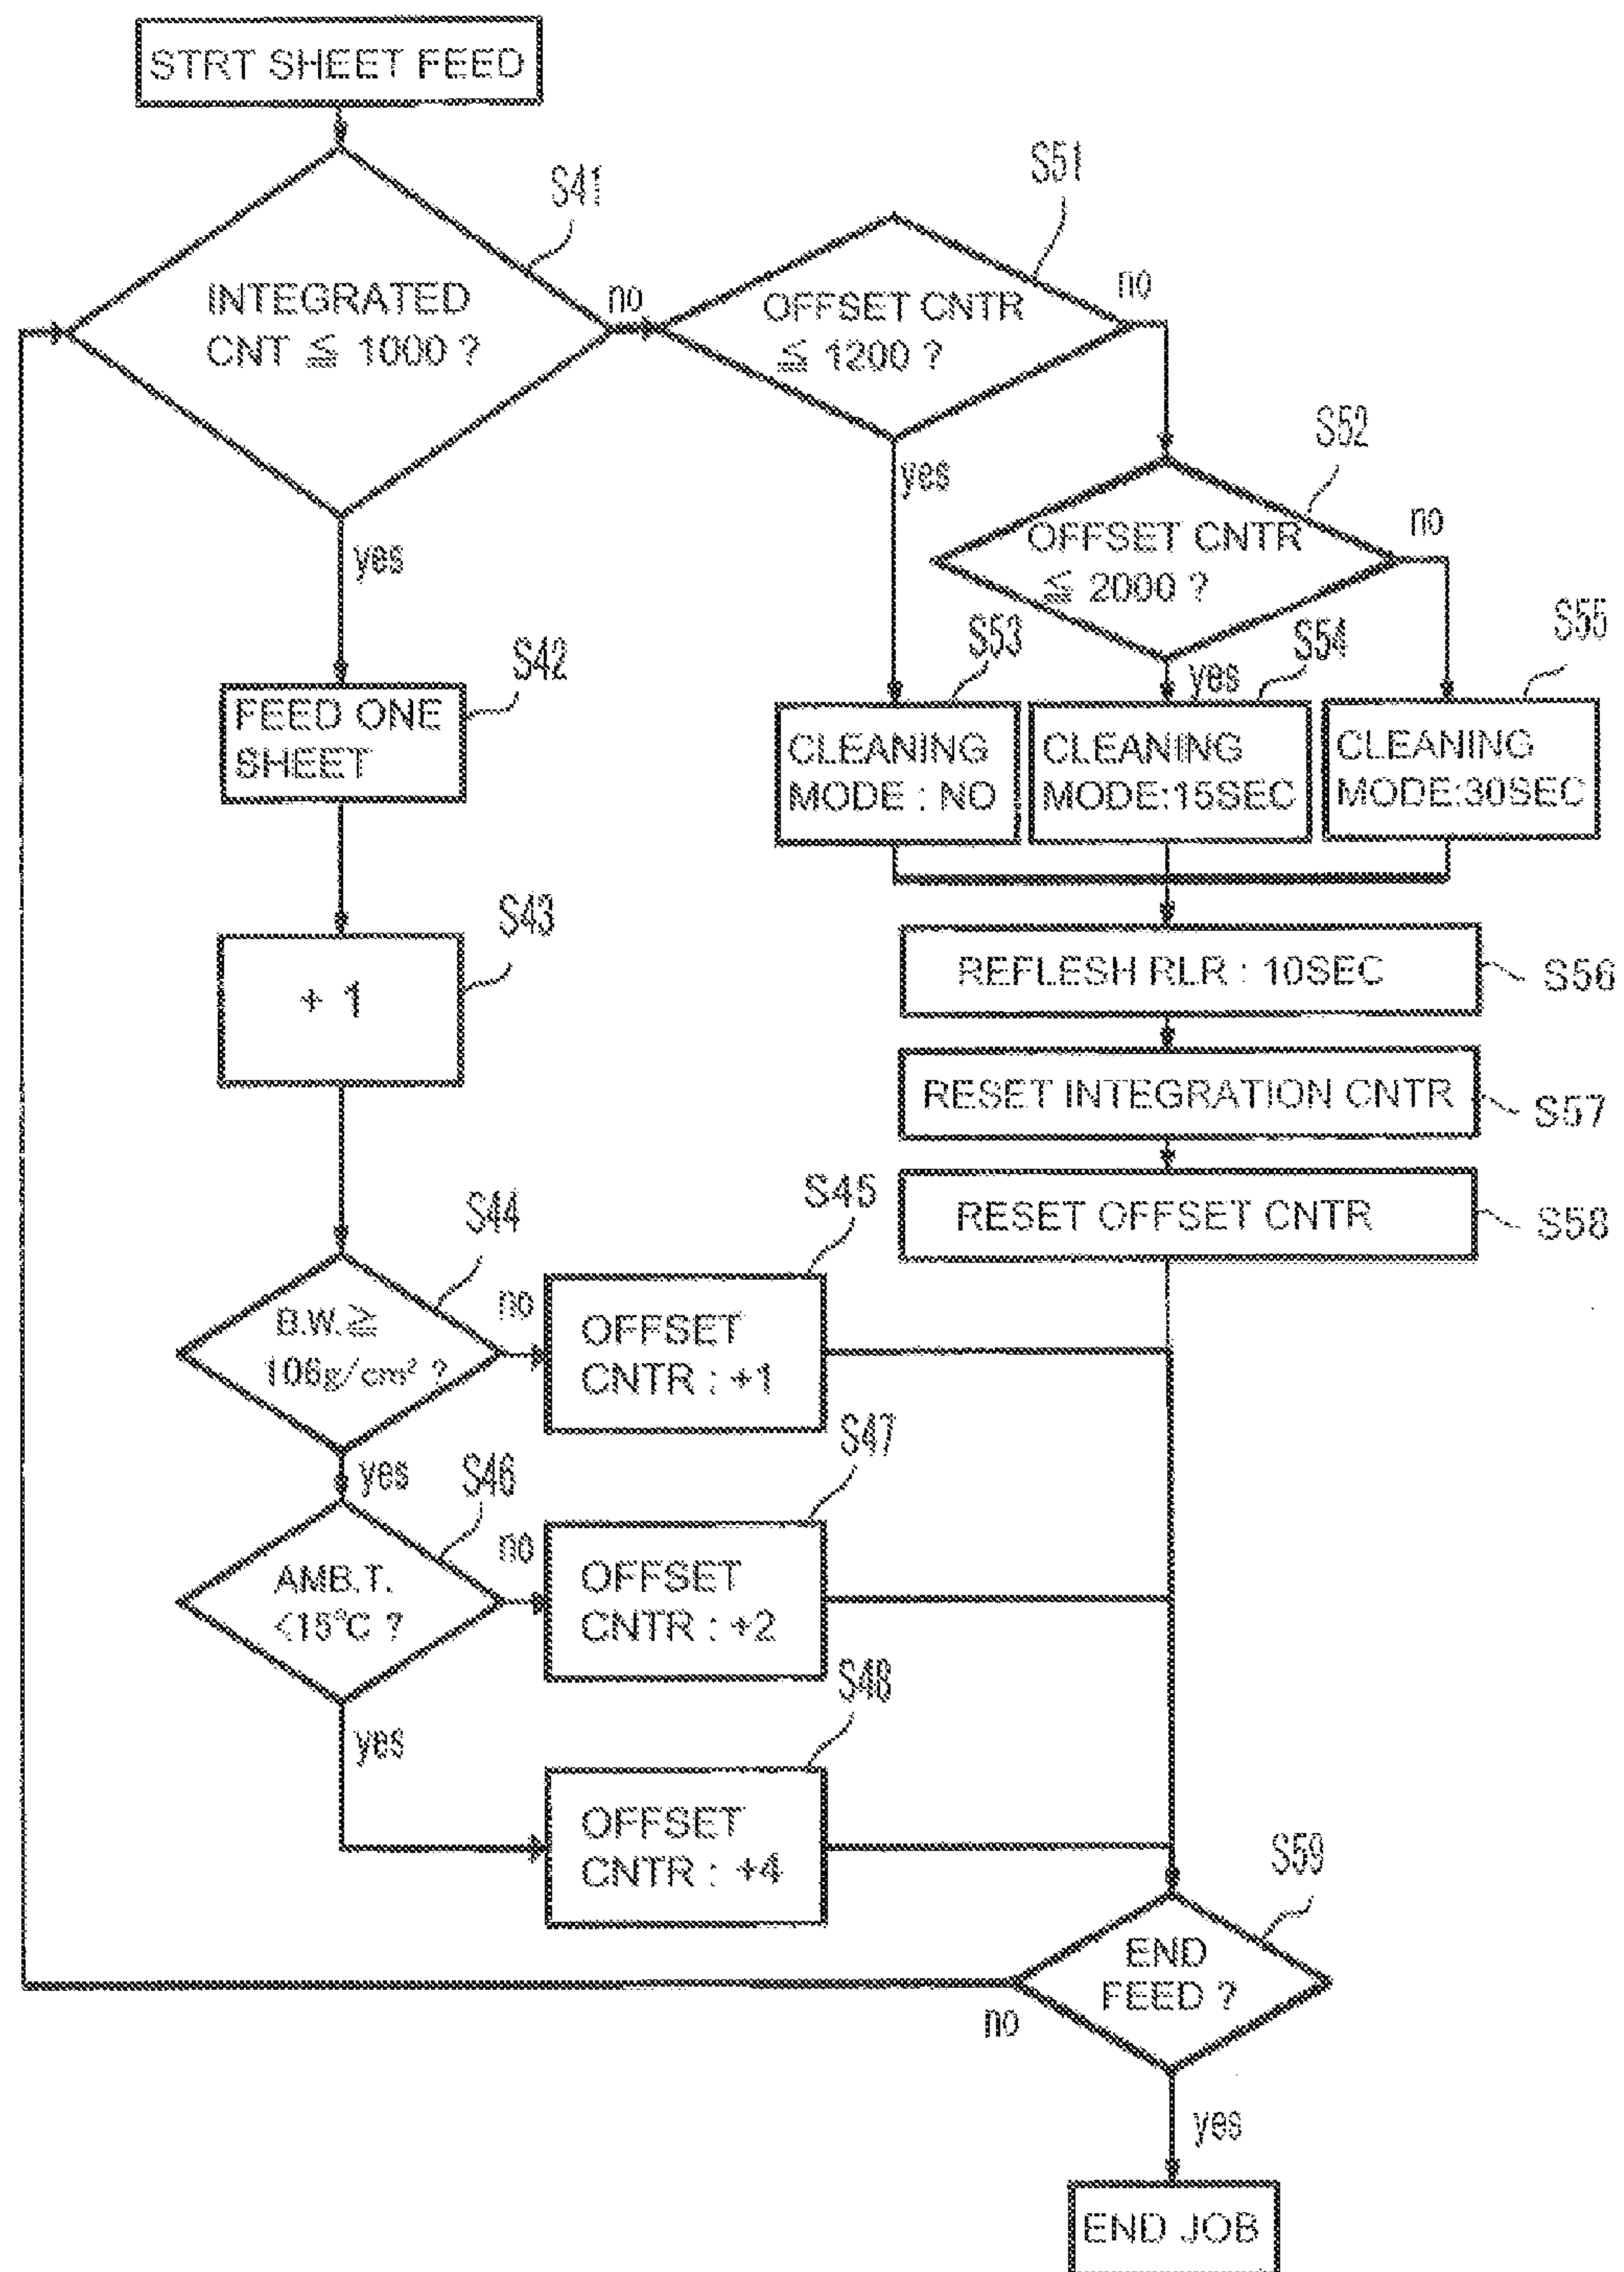 STRT SHEET FEED
S41
INTEGRATED
CNT ≦ 1000 ?
no
yes
S51
OFFSET CNTR
≦ 1200 ?
no
yes
S52
OFFSET CNTR
≦ 2000 ?
no
yes
S42
FEED ONE
SHEET
S53
CLEANING
MODE : NO
S54
CLEANING
MODE:15SEC
S55
CLEANING
MODE:30SEC
S43
+ 1
REFLESH RLR : 10SEC
S56
RESET INTEGRATION CNTR
S57
RESET OFFSET CNTR
S58
S44
B.W.≧
106g/cm² ?
no
yes
S45
OFFSET
CNTR : +1
S46
AMB.T.
<15°C ?
no
yes
S47
OFFSET
CNTR : +2
S48
OFFSET
CNTR : +4
S59
END
FEED ?
no
yes
END JOB